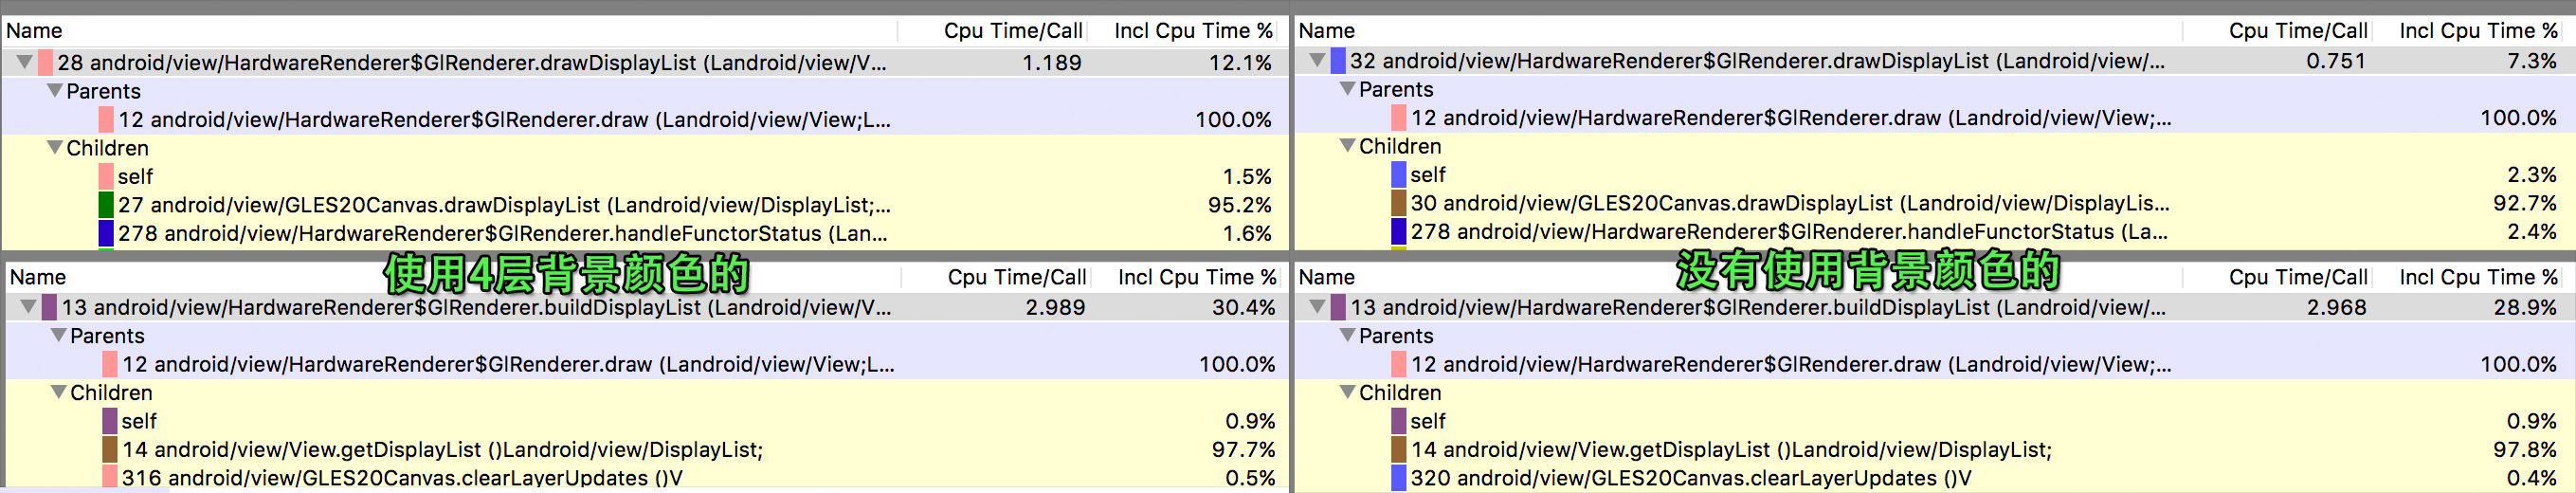 Name Cpu Time/Call Incl Cpu Time %
28 android/view/HardwareRenderer$GlRenderer.drawDisplayList (Landroid/view/V... 1.189 12.1%
Parents
12 android/view/HardwareRenderer$GlRenderer.draw (Landroid/view/View;L... 100.0%
Children
self 1.5%
27 android/view/GLES20Canvas.drawDisplayList (Landroid/view/DisplayList;... 95.2%
278 android/view/HardwareRenderer$GlRenderer.handleFunctorStatus (Lan... 1.6%
使用4层背景颜色的
Name Cpu Time/Call Incl Cpu Time %
13 android/view/HardwareRenderer$GlRenderer.buildDisplayList (Landroid/view/V... 2.989 30.4%
Parents
12 android/view/HardwareRenderer$GlRenderer.draw (Landroid/view/View;L... 100.0%
Children
self 0.9%
14 android/view/View.getDisplayList ()Landroid/view/DisplayList; 97.7%
316 android/view/GLES20Canvas.clearLayerUpdates ()V 0.5%
Name Cpu Time/Call Incl Cpu Time %
32 android/view/HardwareRenderer$GlRenderer.drawDisplayList (Landroid/view/... 0.751 7.3%
Parents
12 android/view/HardwareRenderer$GlRenderer.draw (Landroid/view/View;... 100.0%
Children
self 2.3%
30 android/view/GLES20Canvas.drawDisplayList (Landroid/view/DisplayLis... 92.7%
278 android/view/HardwareRenderer$GlRenderer.handleFunctorStatus (La... 2.4%
没有使用背景颜色的
Name Cpu Time/Call Incl Cpu Time %
13 android/view/HardwareRenderer$GlRenderer.buildDisplayList (Landroid/view/... 2.968 28.9%
Parents
12 android/view/HardwareRenderer$GlRenderer.draw (Landroid/view/View;... 100.0%
Children
self 0.9%
14 android/view/View.getDisplayList ()Landroid/view/DisplayList; 97.8%
320 android/view/GLES20Canvas.clearLayerUpdates ()V 0.4%